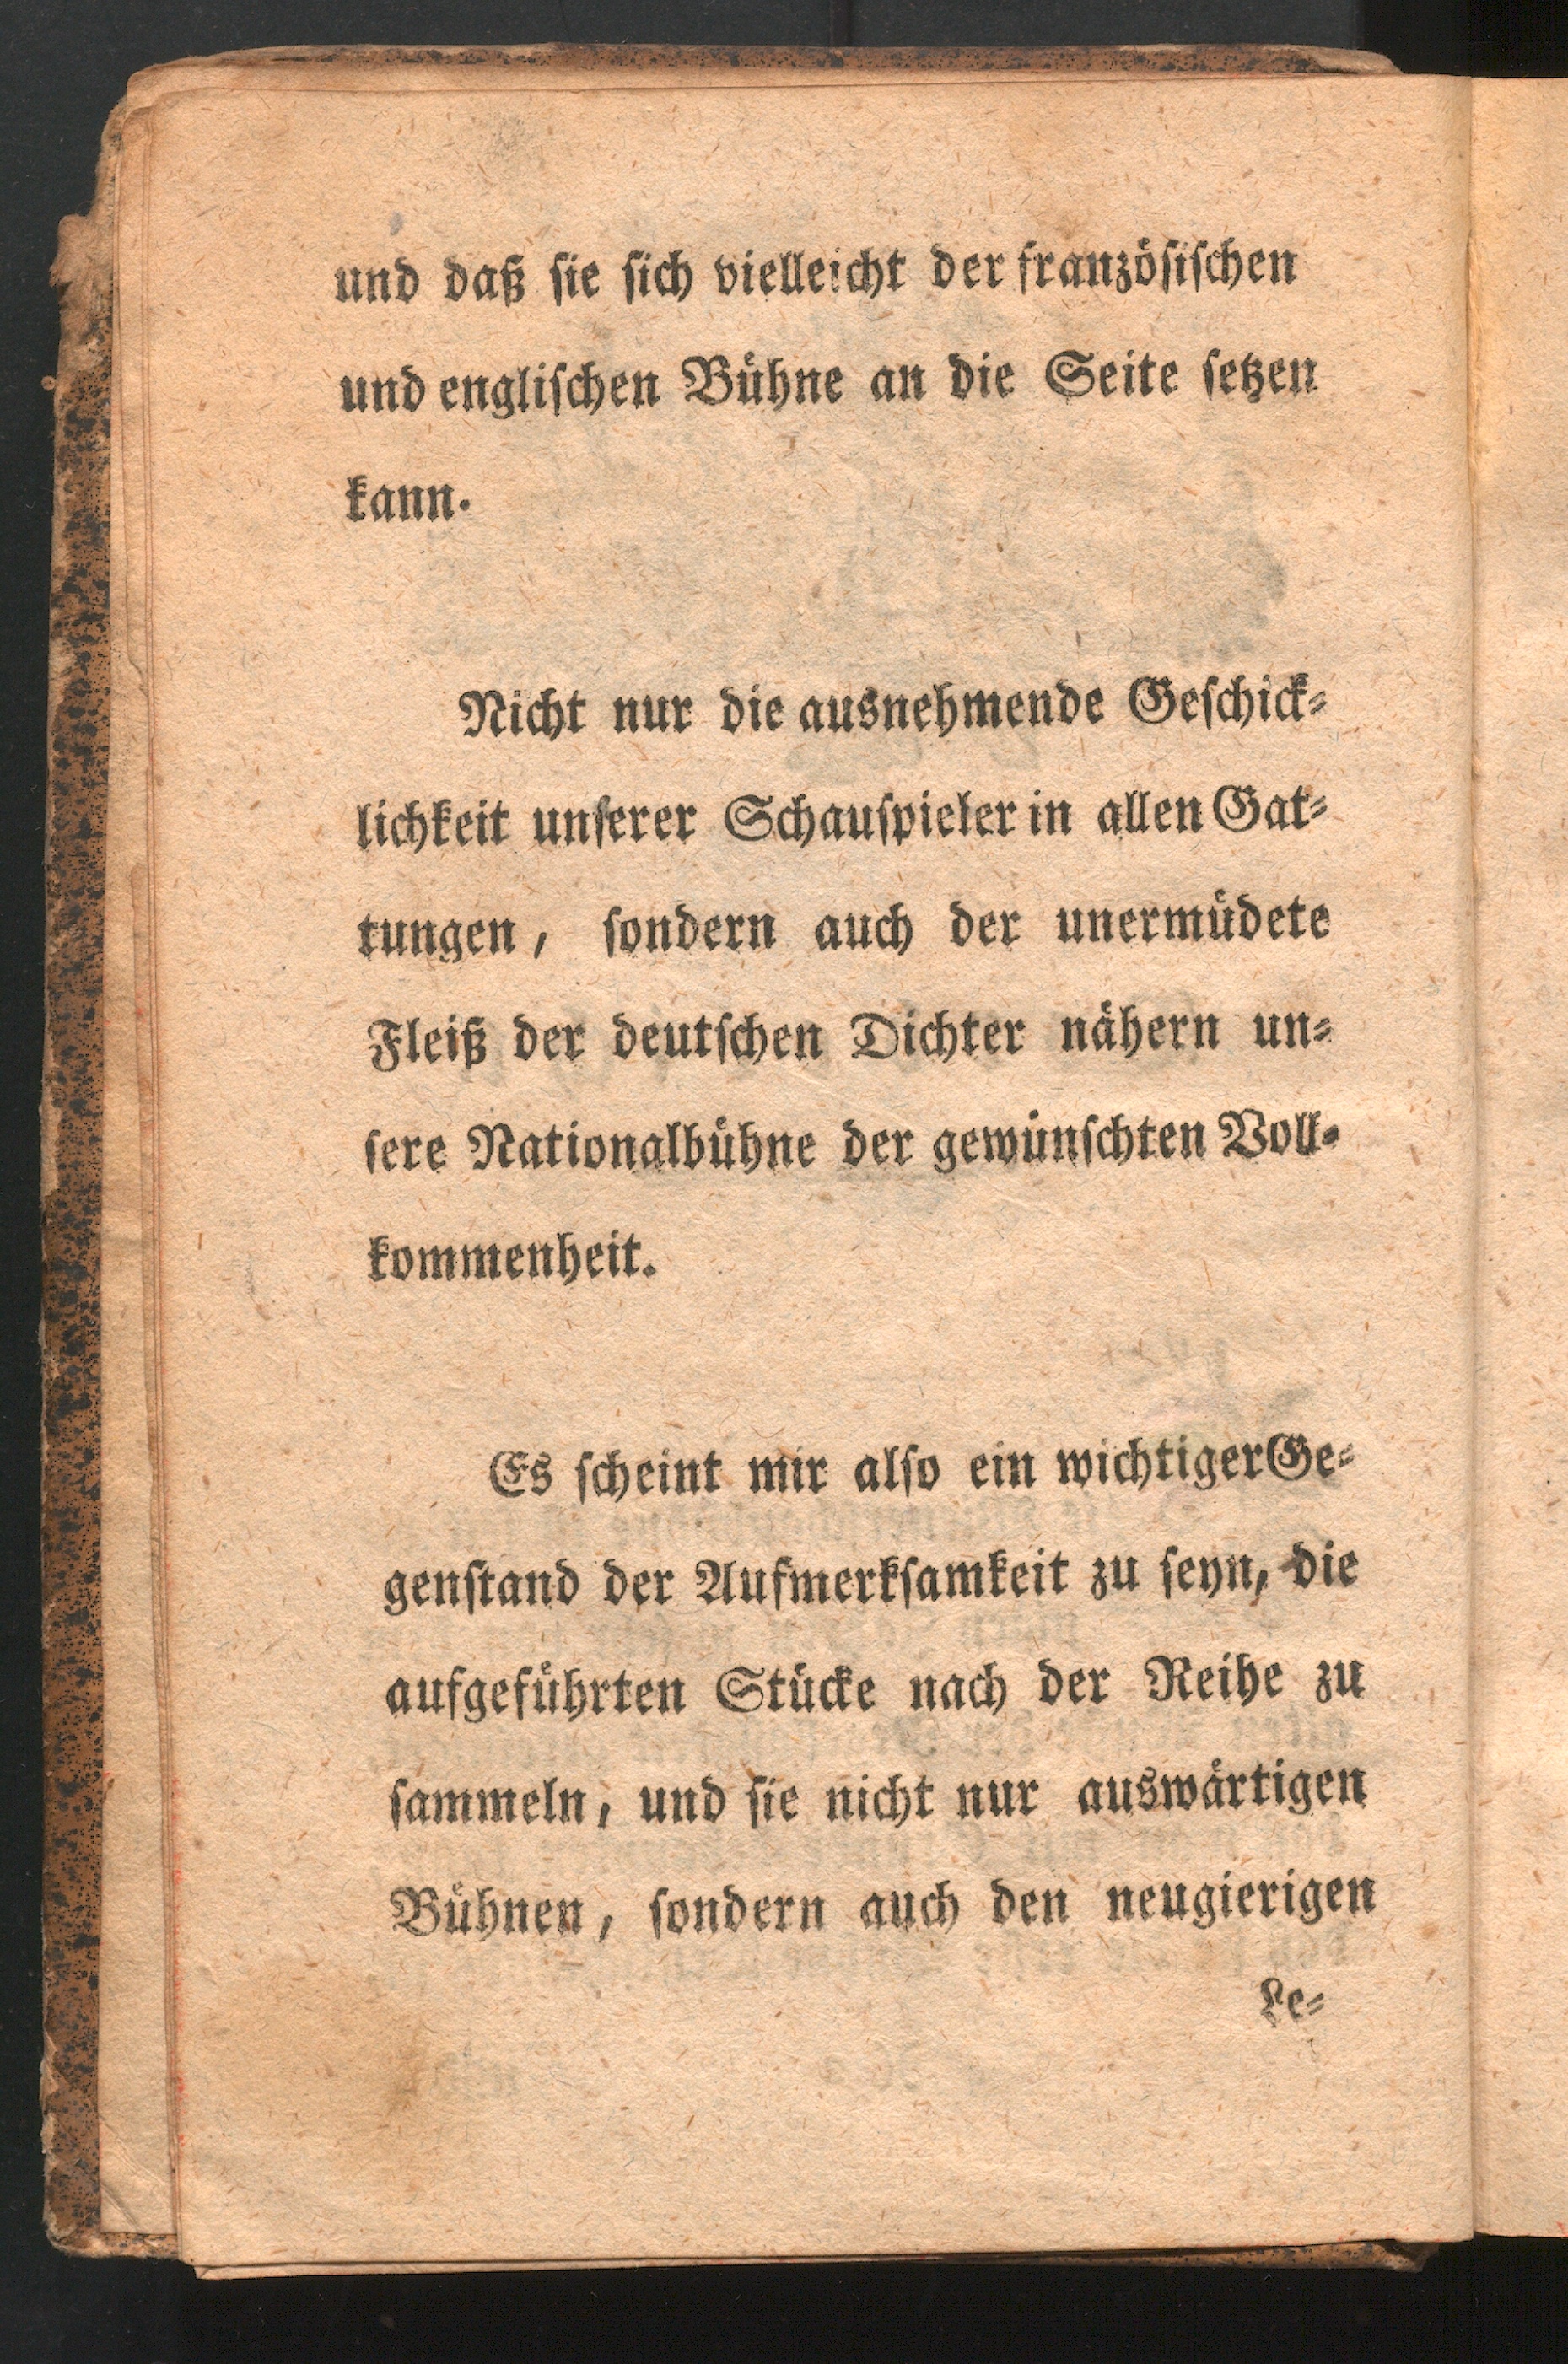 und daß ſie ſich vielleicht der franzöſiſchen
und engliſchen Bühne an die Seite ſetzen
kann.
Nicht nur die ausnehmende Geſchick⸗
lichkeit unſerer Schauſpieler in allen Gat⸗
tungen, ſondern auch der unermüdete
Fleiß der deutſchen Dichter nähern un⸗
ſere Nationalbühne der gewünſchten Voll⸗
kommenheit.
Es ſcheint mir alſo ein wichtiger Ge⸗
genſtand der Aufmerkſamkeit zu ſeyn, die
aufgeführten Stücke nach der Reihe zu
ſammeln, und ſie nicht nur auswärtigen
Bühnen, ſondern auch den neugierigen
Le⸗